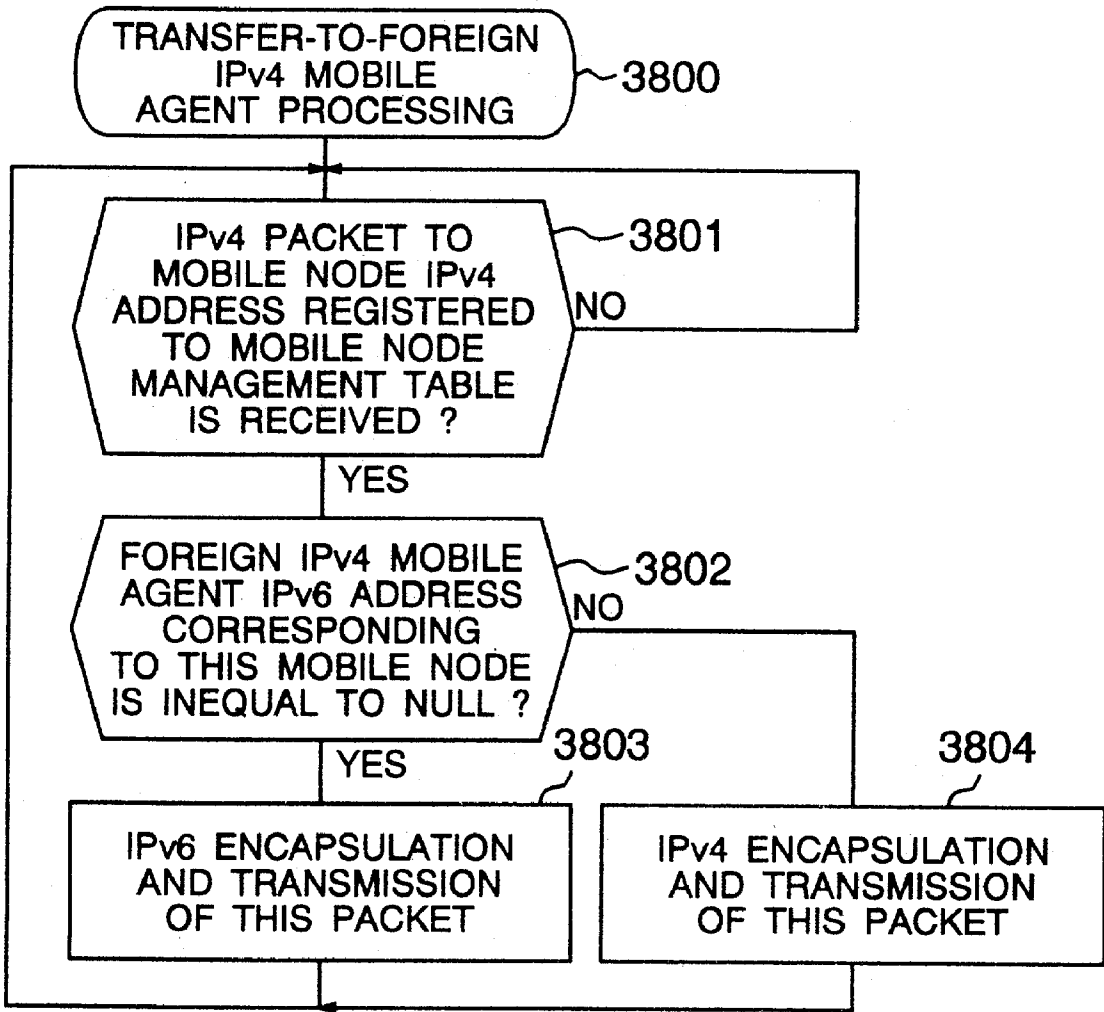 TRANSFER-TO-FOREIGN
IPv4 MOBILE
AGENT PROCESSING
3800
IPv4 PACKET TO
MOBILE NODE IPv4
ADDRESS REGISTERED
TO MOBILE NODE
MANAGEMENT TABLE
IS RECEIVED ?
3801
NO
YES
FOREIGN IPv4 MOBILE
AGENT IPv6 ADDRESS
CORRESPONDING
TO THIS MOBILE NODE
IS INEQUAL TO NULL ?
3802
NO
YES
3803
IPv6 ENCAPSULATION
AND TRANSMISSION
OF THIS PACKET
3804
IPv4 ENCAPSULATION
AND TRANSMISSION
OF THIS PACKET